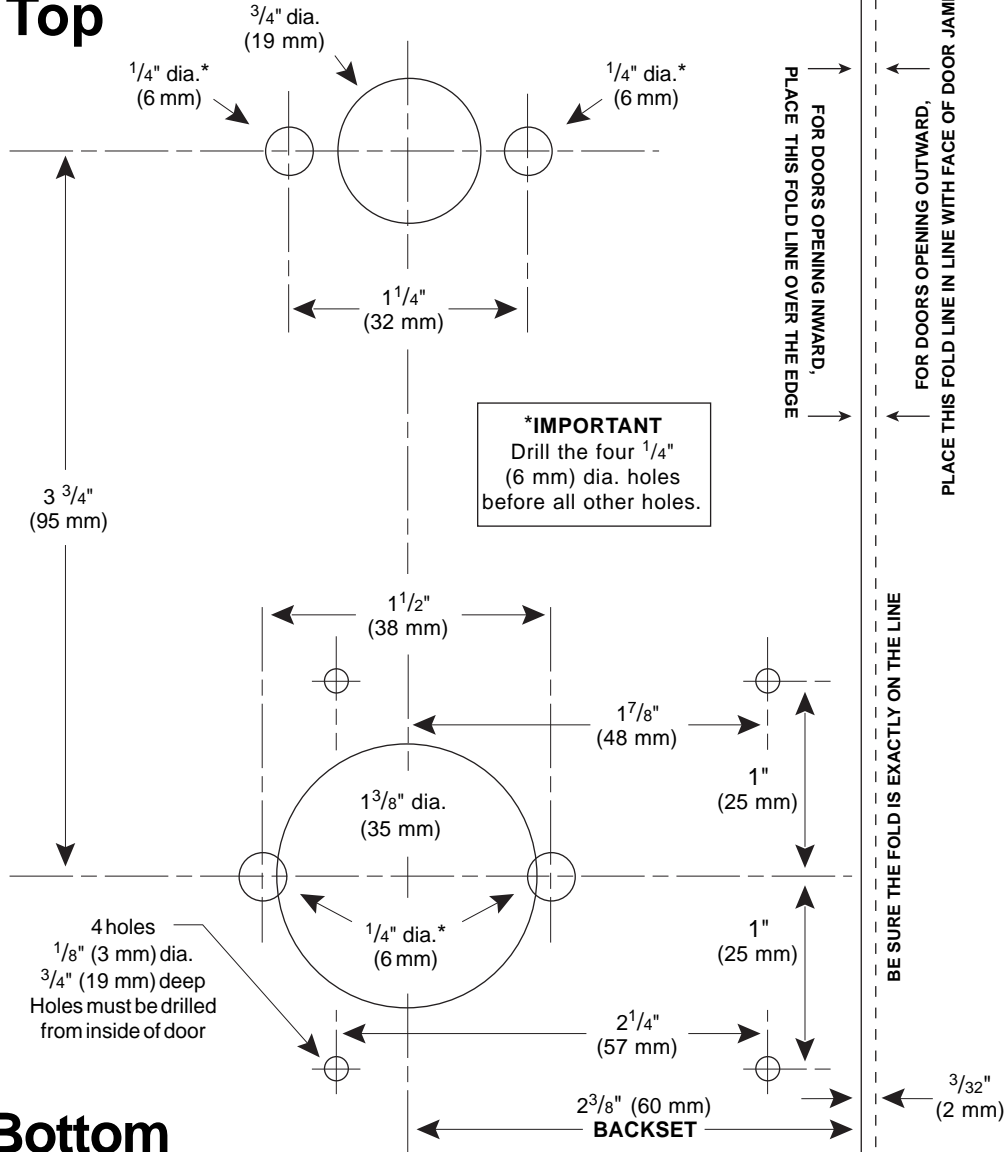 Top
3/4" dia.
(19 mm)
1/4" dia.*
(6 mm)
1/4" dia.*
(6 mm)
1 1/4"
(32 mm)
3 3/4"
(95 mm)
*IMPORTANT
Drill the four 1/4"
(6 mm) dia. holes
before all other holes.
FOR DOORS OPENING INWARD,
PLACE THIS FOLD LINE OVER THE EDGE
FOR DOORS OPENING OUTWARD,
PLACE THIS FOLD LINE IN LINE WITH FACE OF DOOR JAMB
1 1/2"
(38 mm)
1 7/8"
(48 mm)
1"
(25 mm)
1 3/8" dia.
(35 mm)
BE SURE THE FOLD IS EXACTLY ON THE LINE
1/4" dia.*
(6 mm)
1"
(25 mm)
4 holes
1/8" (3 mm) dia.
3/4" (19 mm) deep
Holes must be drilled
from inside of door
2 1/4"
(57 mm)
2 3/8" (60 mm)
BACKSET
3/32"
(2 mm)
Bottom